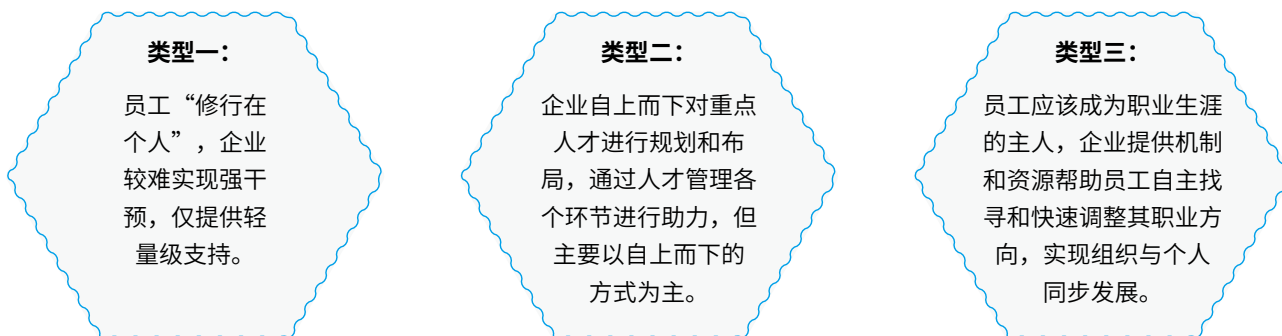 类型一：
员工“修行在
个人”，企业
较难实现强干
预，仅提供轻
量级支持。
类型二：
企业自上而下对重点
人才进行规划和布
局，通过人才管理各
个环节进行助力，但
主要以自上而下的
方式为主。
类型三：
员工应该成为职业生涯
的主人，企业提供机制
和资源帮助员工自主找
寻和快速调整其职业方
向，实现组织与个人
同步发展。